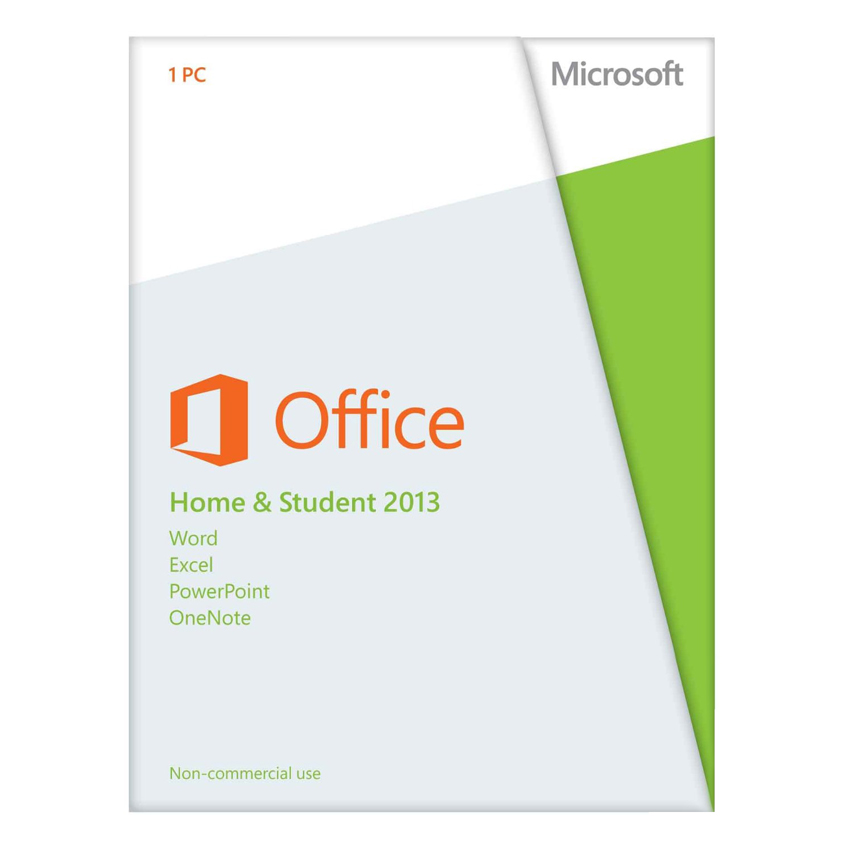 1 PC
Microsoft
Office
Home & Student 2013
Word
Excel
PowerPoint
OneNote
Non-commercial use